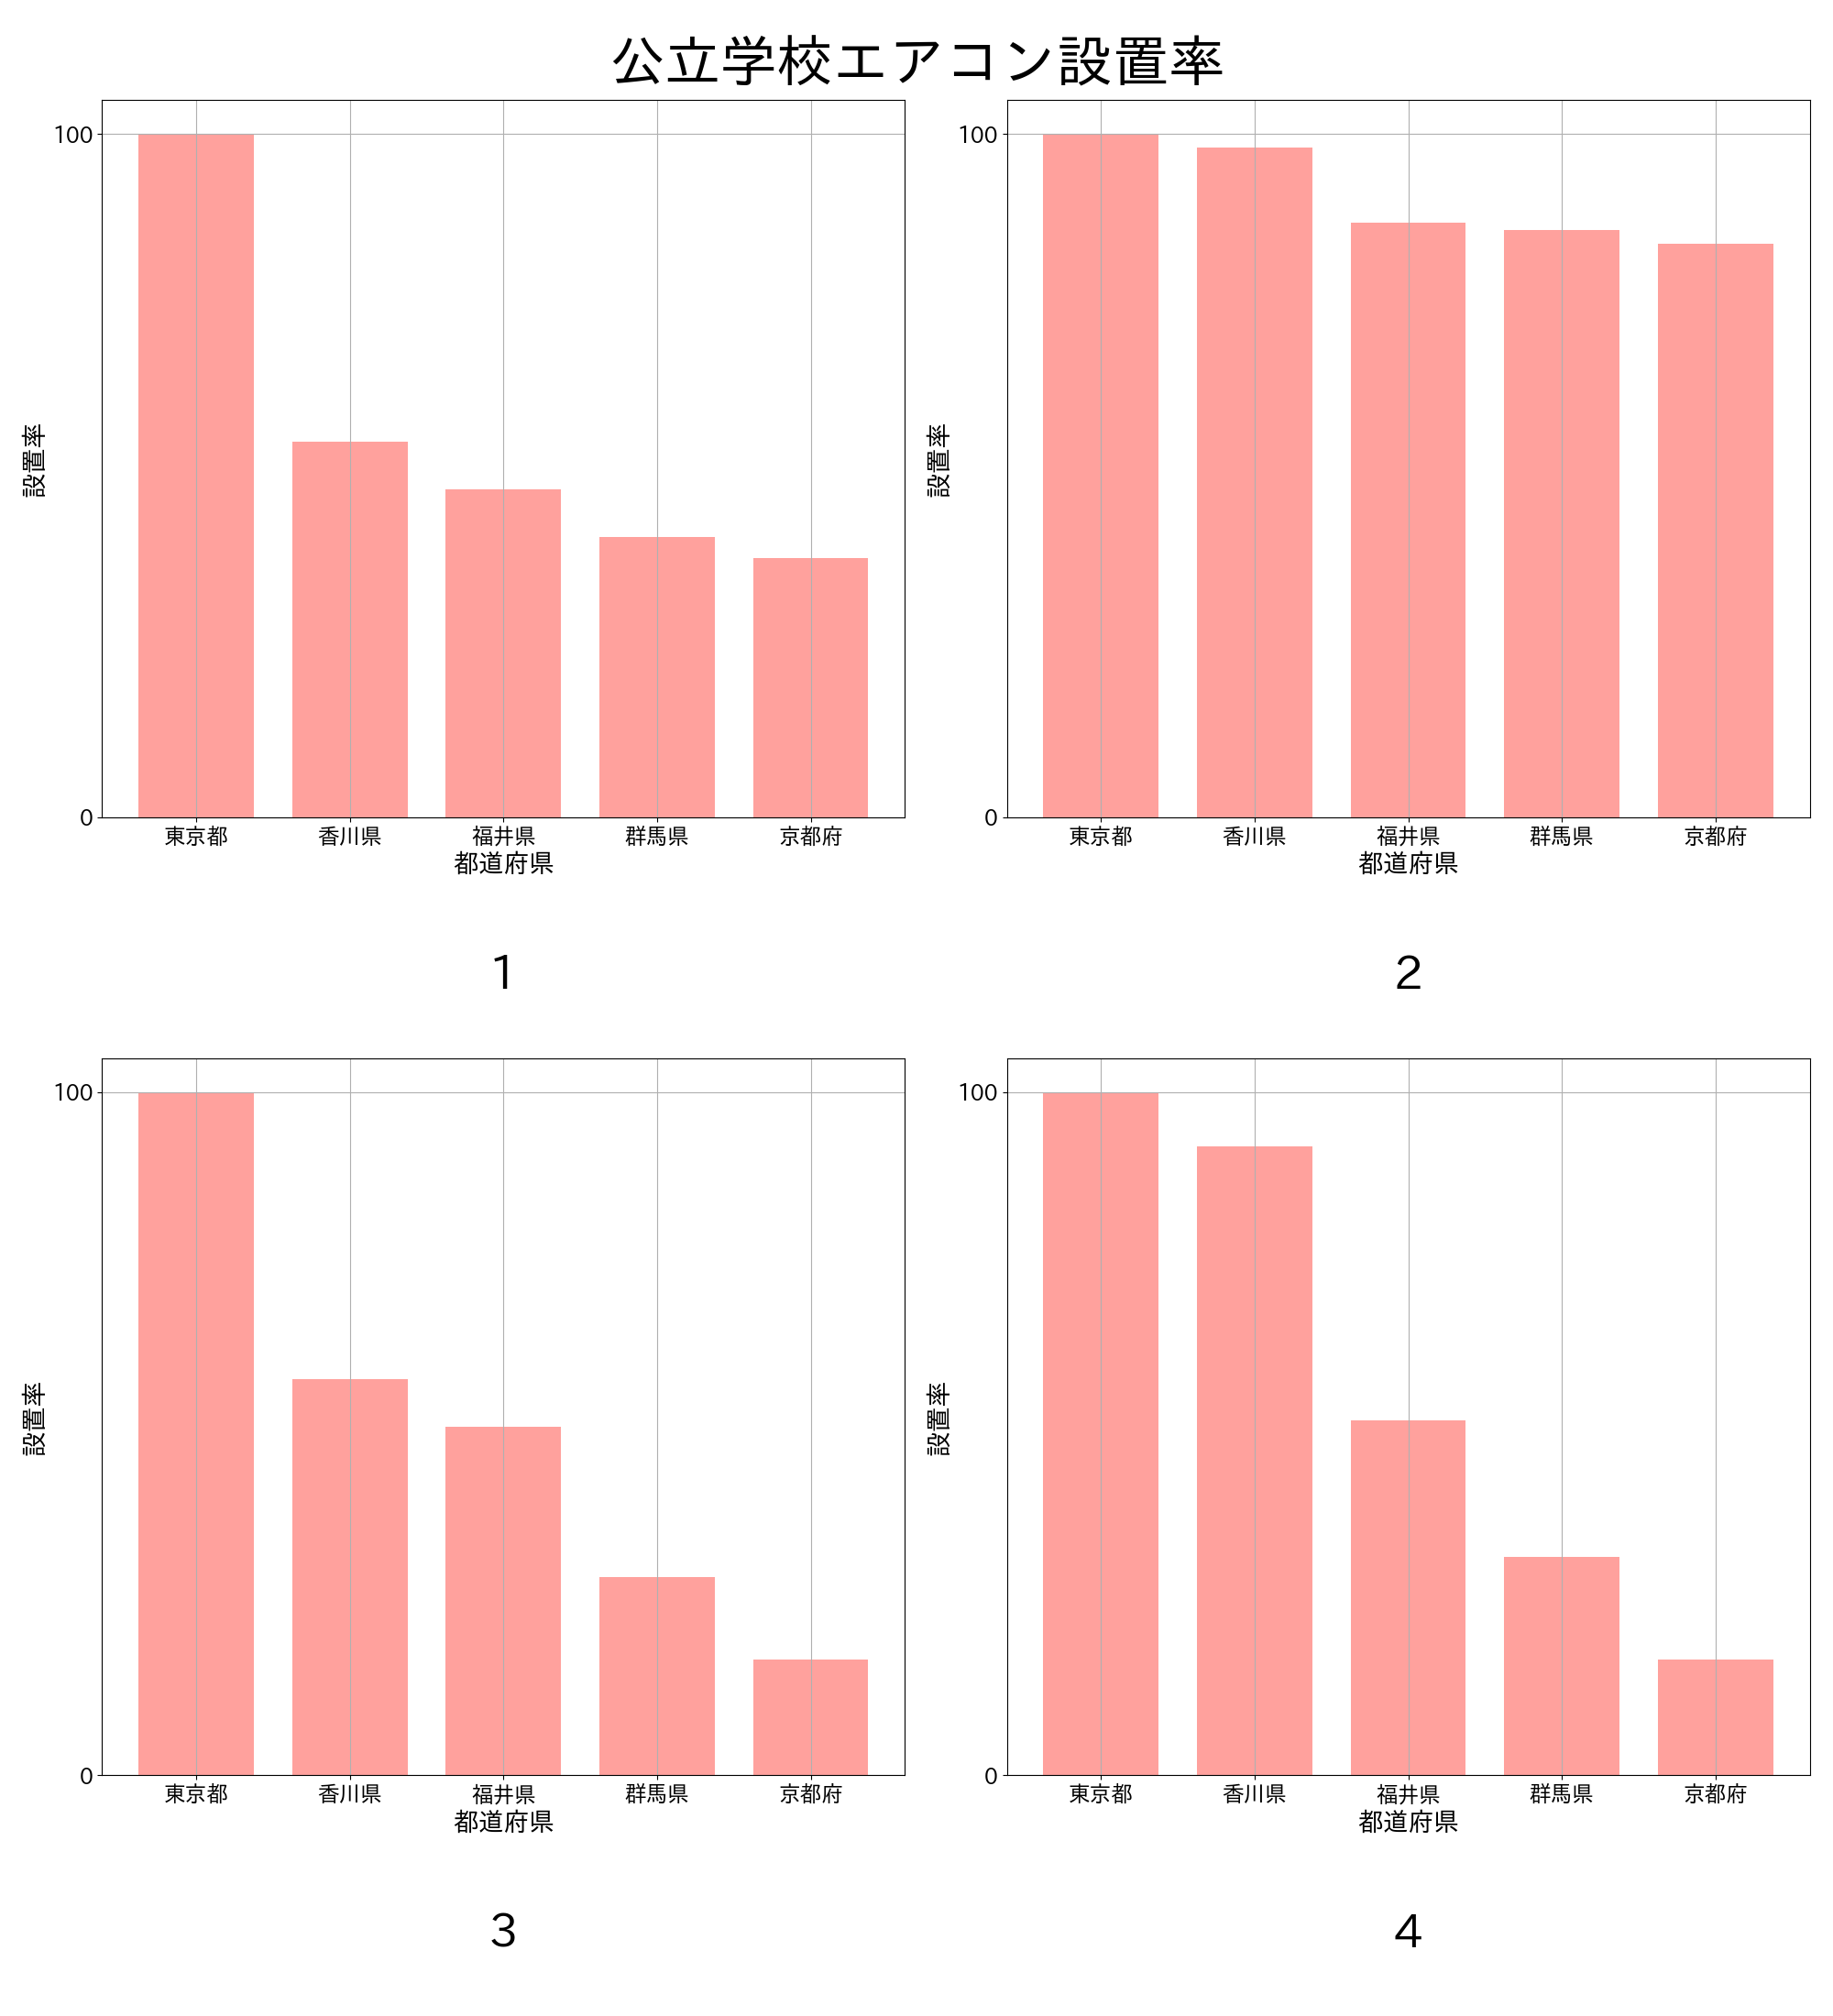 公立学校エアコン設置率
100
0
設置率
東京都 香川県 福井県 群馬県 京都府
都道府県
1
100
0
設置率
東京都 香川県 福井県 群馬県 京都府
都道府県
2
100
0
設置率
東京都 香川県 福井県 群馬県 京都府
都道府県
3
100
0
設置率
東京都 香川県 福井県 群馬県 京都府
都道府県
4